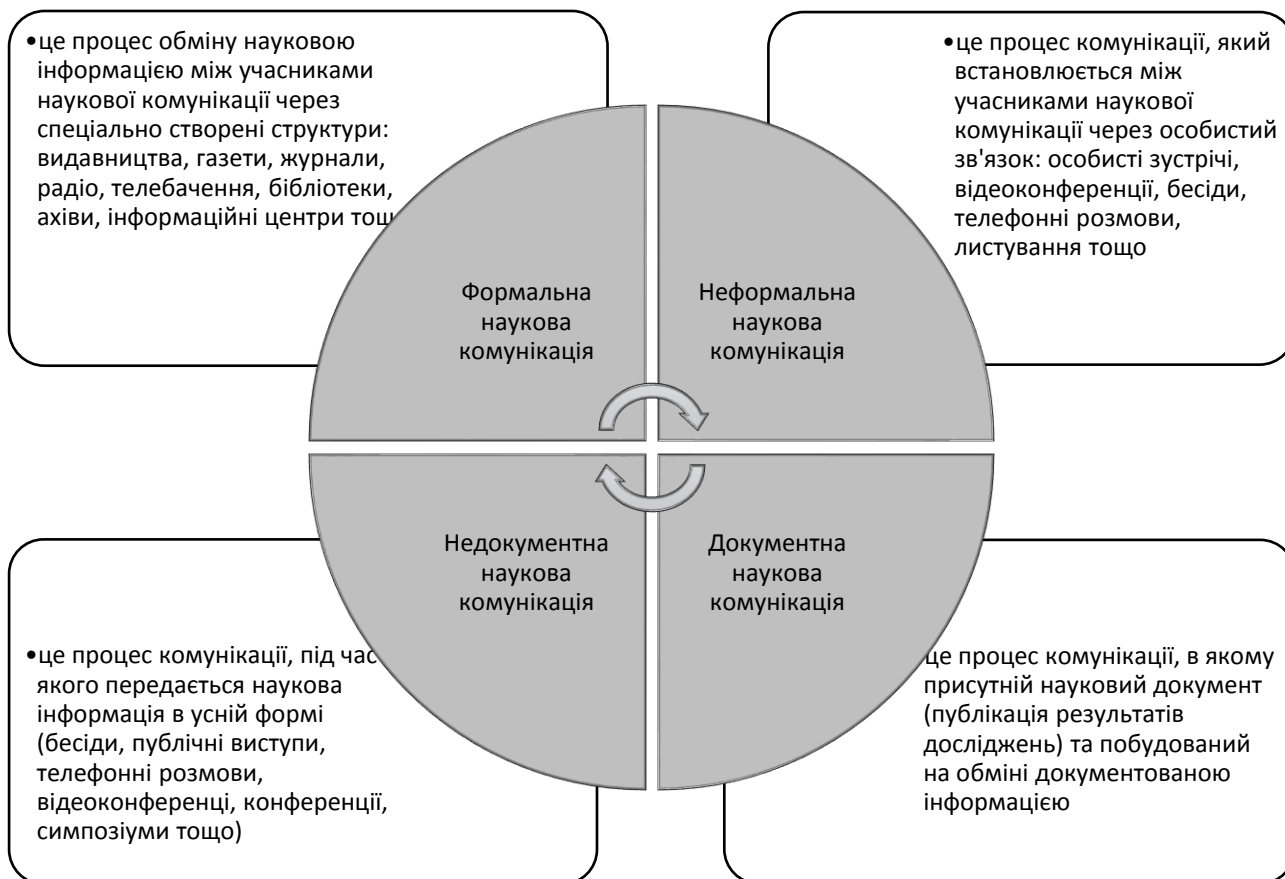 •це процес обміну науковою
інформацією між учасниками
наукової комунікації через
спеціально створені структури:
видавництва, газети, журнали,
радіо, телебачення, бібліотеки,
ахіви, інформаційні центри тощ
•це процес комунікації, який
встановлюється між
учасниками наукової
комунікації через особистий
зв'язок: особисті зустрічі,
відеоконференції, бесіди,
телефонні розмови,
листування тощо
Формальна
наукова
комунікація
Неформальна
наукова
комунікація
Недокументна
наукова
комунікація
Документна
наукова
комунікація
•це процес комунікації, під час
якого передається наукова
інформація в усній формі
(бесіди, публічні виступи,
телефонні розмови,
відеоконференці, конференції,
симпозіуми тощо)
це процес комунікації, в якому
присутній науковий документ
(публікація результатів
досліджень) та побудований
на обміні документованою
інформацією